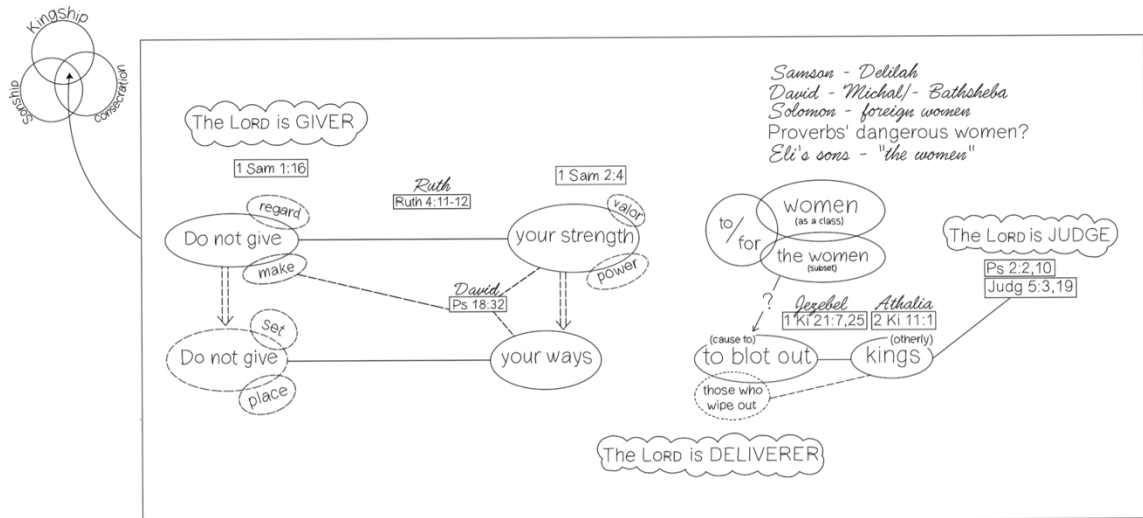 Kingship
Sonship
consecration
The LORD is GIVER
1 Sam 1:16
regard
Do not give
make
set
Do not give
place
Ruth
Ruth 4:11-12
David
Ps 18:32
1 Sam 2:4
valor
your strength
power
your ways
Samson - Delilah
David - Michal/- Bathsheba
Solomon - foreign women
Proverbs' dangerous women?
Eli's sons - "the women"
to/
for
women
(as a class)
the women
(subset)
?
Jezebel
1 Ki 21:7,25
Athalia
2 Ki 11:1
(cause to)
to blot out
(otherly)
kings
those who
wipe out
The LORD is JUDGE
Ps 2:2,10
Judg 5:3,19
The LORD is DELIVERER